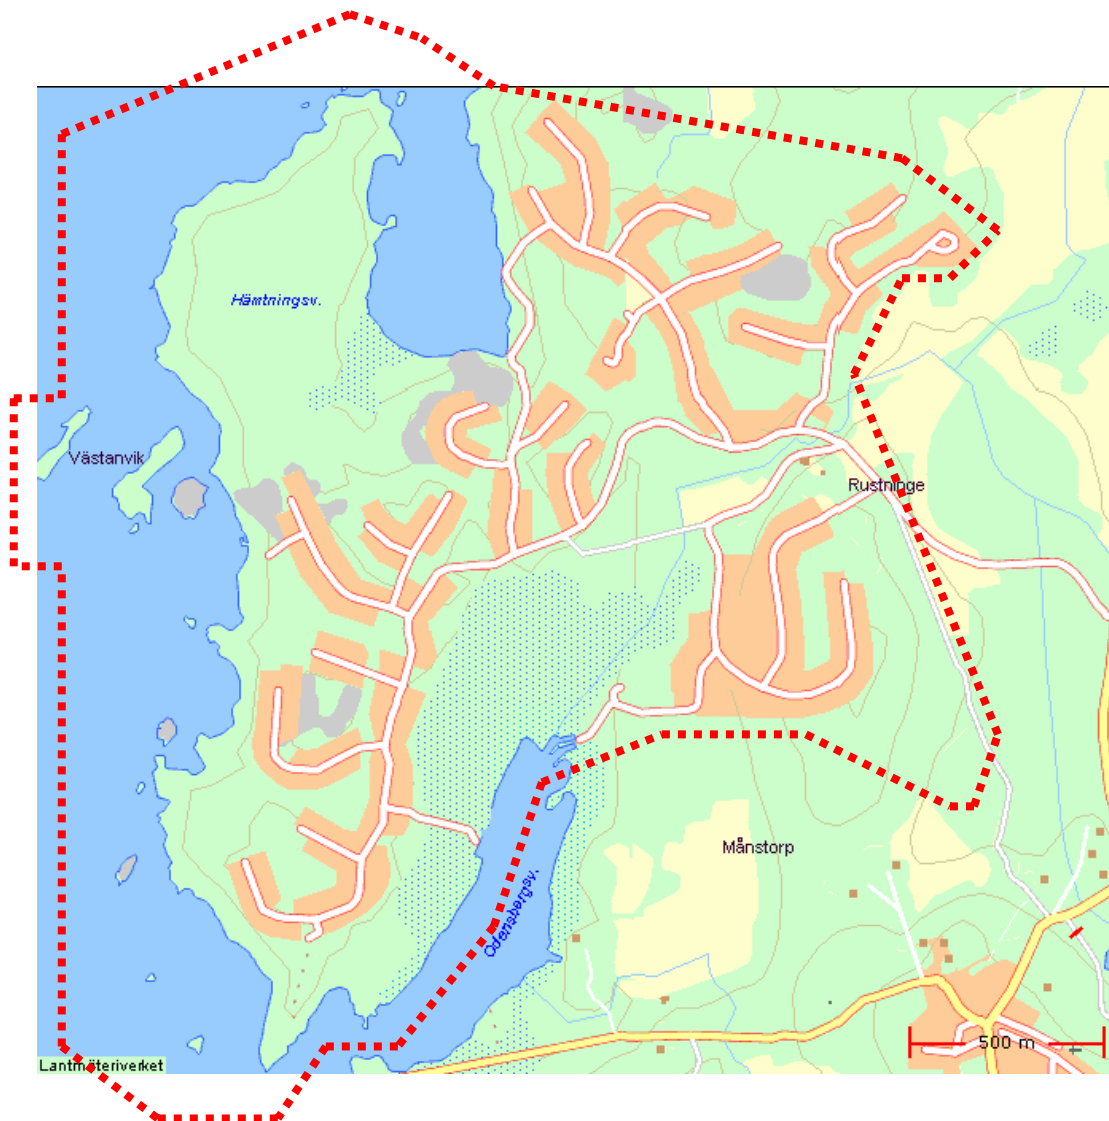 Hämtningsv.
Västanvik
Rustninge
Månstorp
Odensbergsv.
500 m
Lantmäteriverket